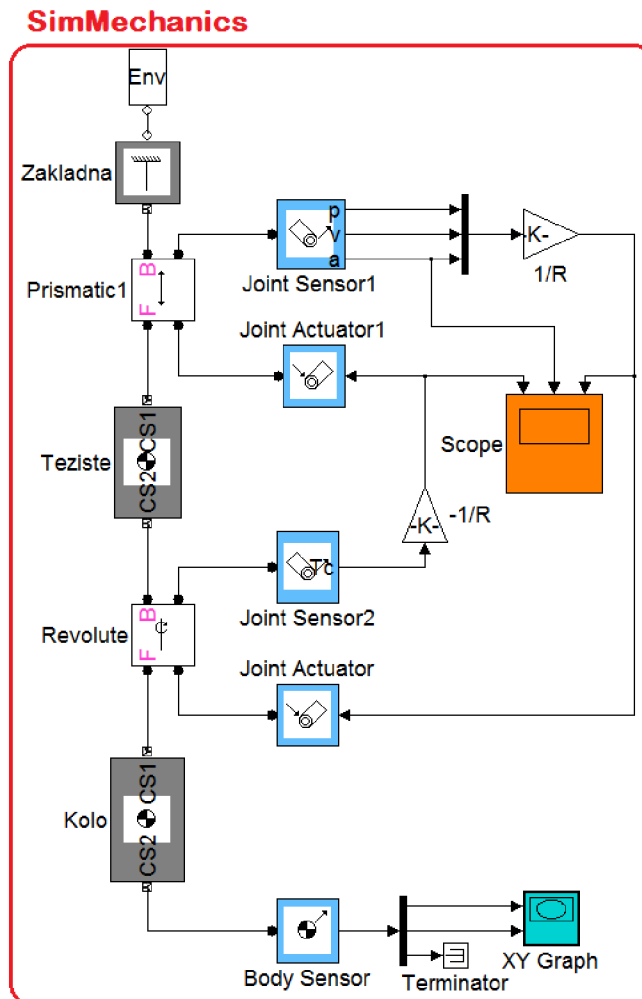 SimMechanics
Env
Zakladna
p
v
a
-K-
1/R
Joint Sensor1
B
F
Prismatic1
Joint Actuator1
CS1
CS2
Teziste
Scope
-K-
-1/R
Tc
Joint Sensor2
B
F
Revolute
Joint Actuator
CS1
CS2
Kolo
Body Sensor
Terminator
XY Graph